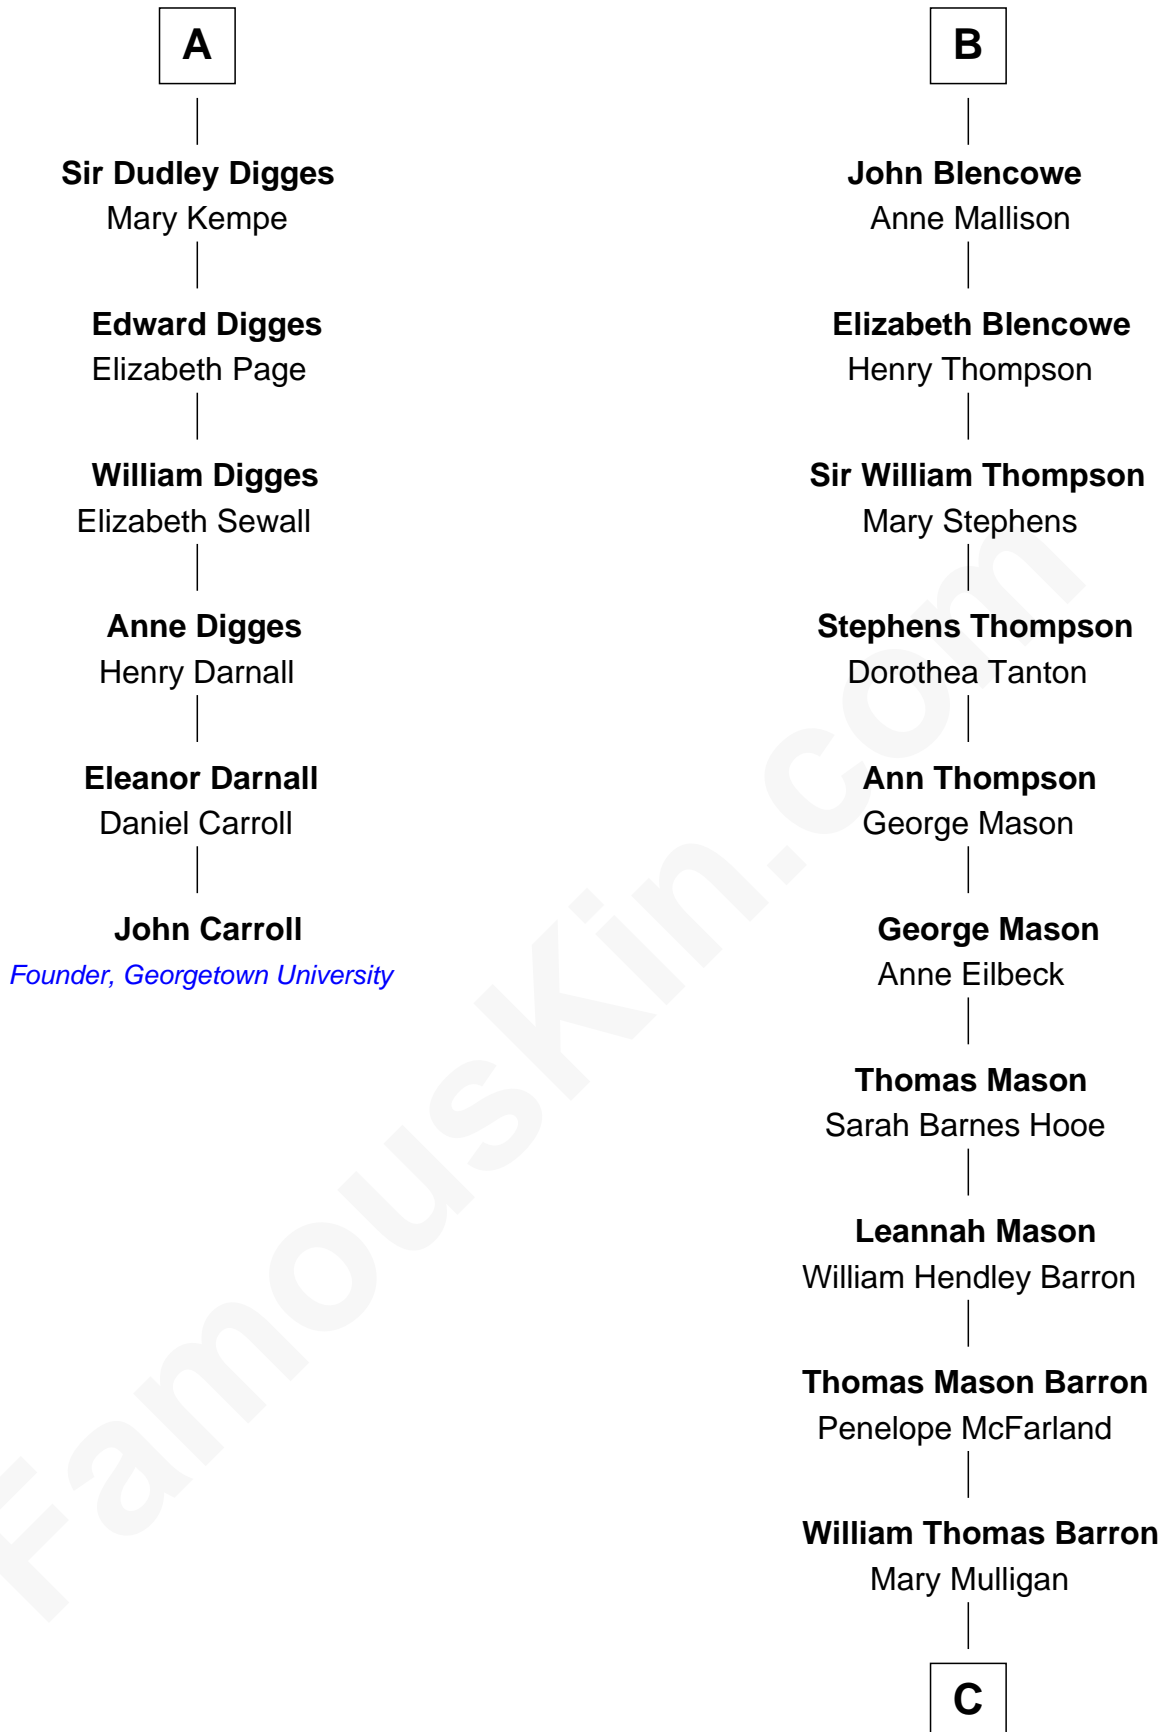 A
Sir Dudley Digges
Mary Kempe
Edward Digges
Elizabeth Page
William Digges
Elizabeth Sewall
Anne Digges
Henry Darnall
Eleanor Darnall
Daniel Carroll
John Carroll
Founder, Georgetown University
B
John Blencowe
Anne Mallison
Elizabeth Blencowe
Henry Thompson
Sir William Thompson
Mary Stephens
Stephens Thompson
Dorothea Tanton
Ann Thompson
George Mason
George Mason
Anne Eilbeck
Thomas Mason
Sarah Barnes Hooe
Leannah Mason
William Hendley Barron
Thomas Mason Barron
Penelope McFarland
William Thomas Barron
Mary Mulligan
C
FamousKin.com